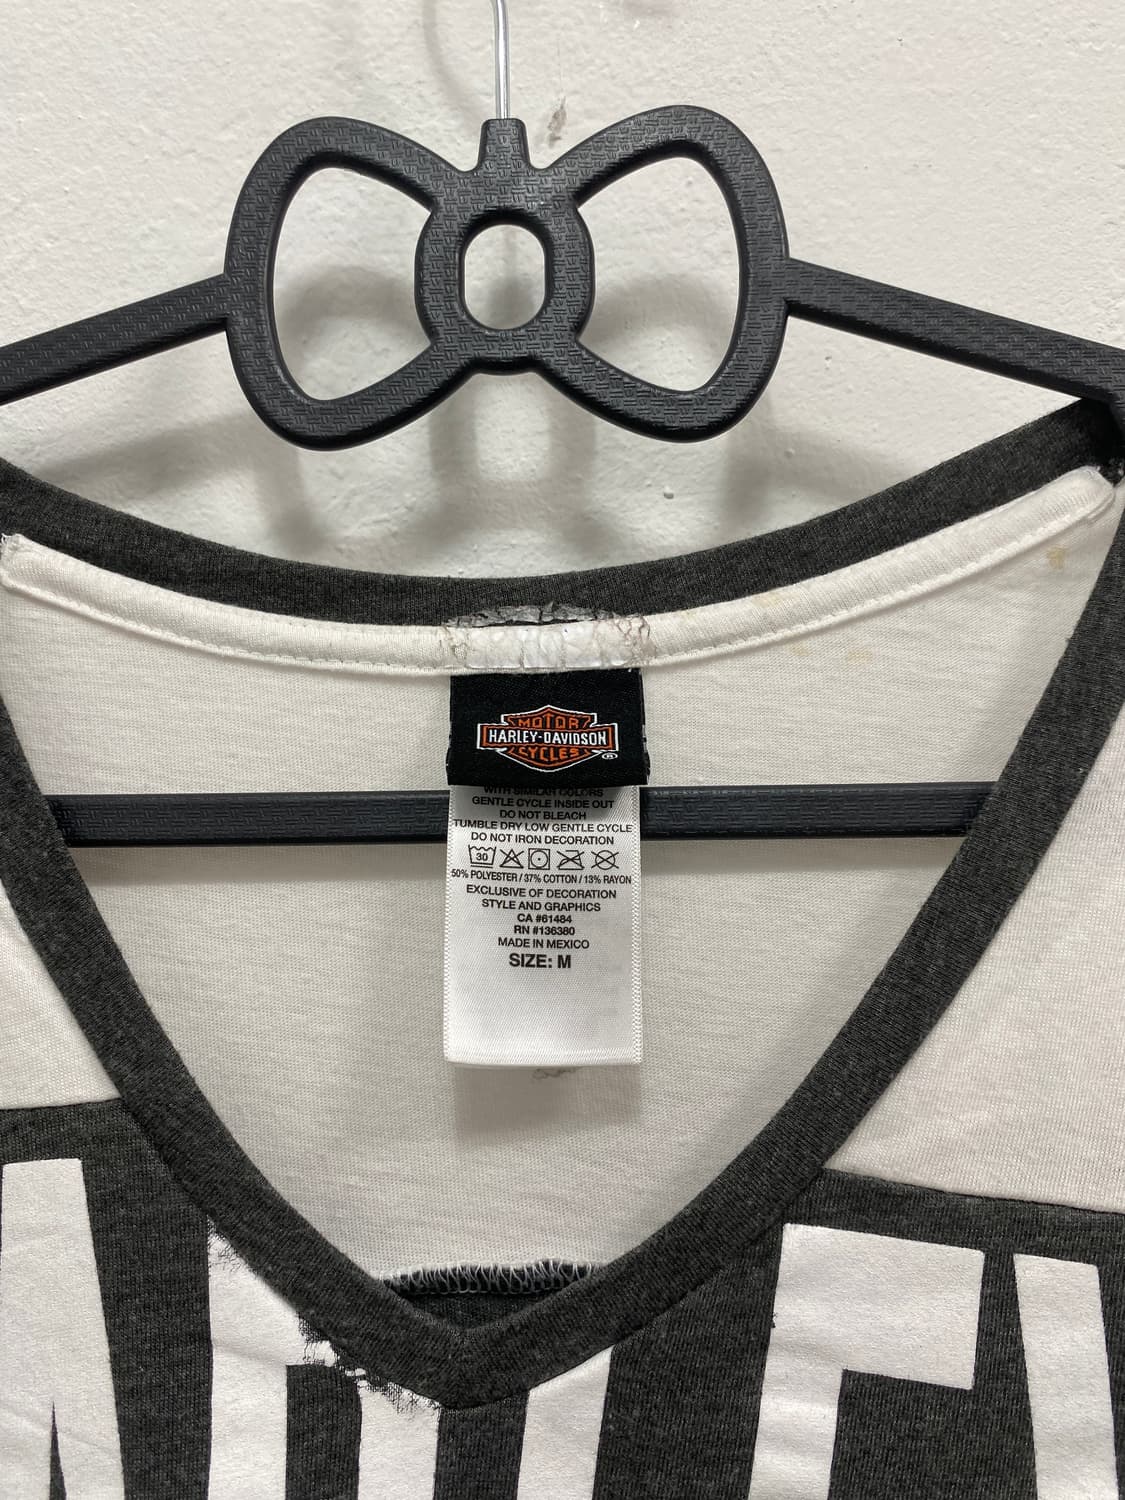 MOTOR
HARLEY-DAVIDSON
CYCLES
®
WITH SIMILAR COLORS
GENTLE CYCLE INSIDE OUT
DO NOT BLEACH
TUMBLE DRY LOW GENTLE CYCLE
DO NOT IRON DECORATION
30
50% POLYESTER / 37% COTTON / 13% RAYON
EXCLUSIVE OF DECORATION
STYLE AND GRAPHICS
CA #61484
RN #136380
MADE IN MEXICO
SIZE: M